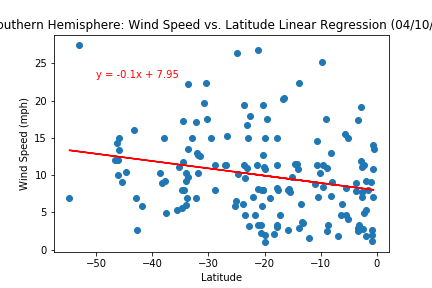 outhern Hemisphere: Wind Speed vs. Latitude Linear Regression (04/10/
y = -0.1x + 7.95
25
20
15
10
5
0
Wind Speed (mph)
−50 −40 −30 −20 −10 0
Latitude